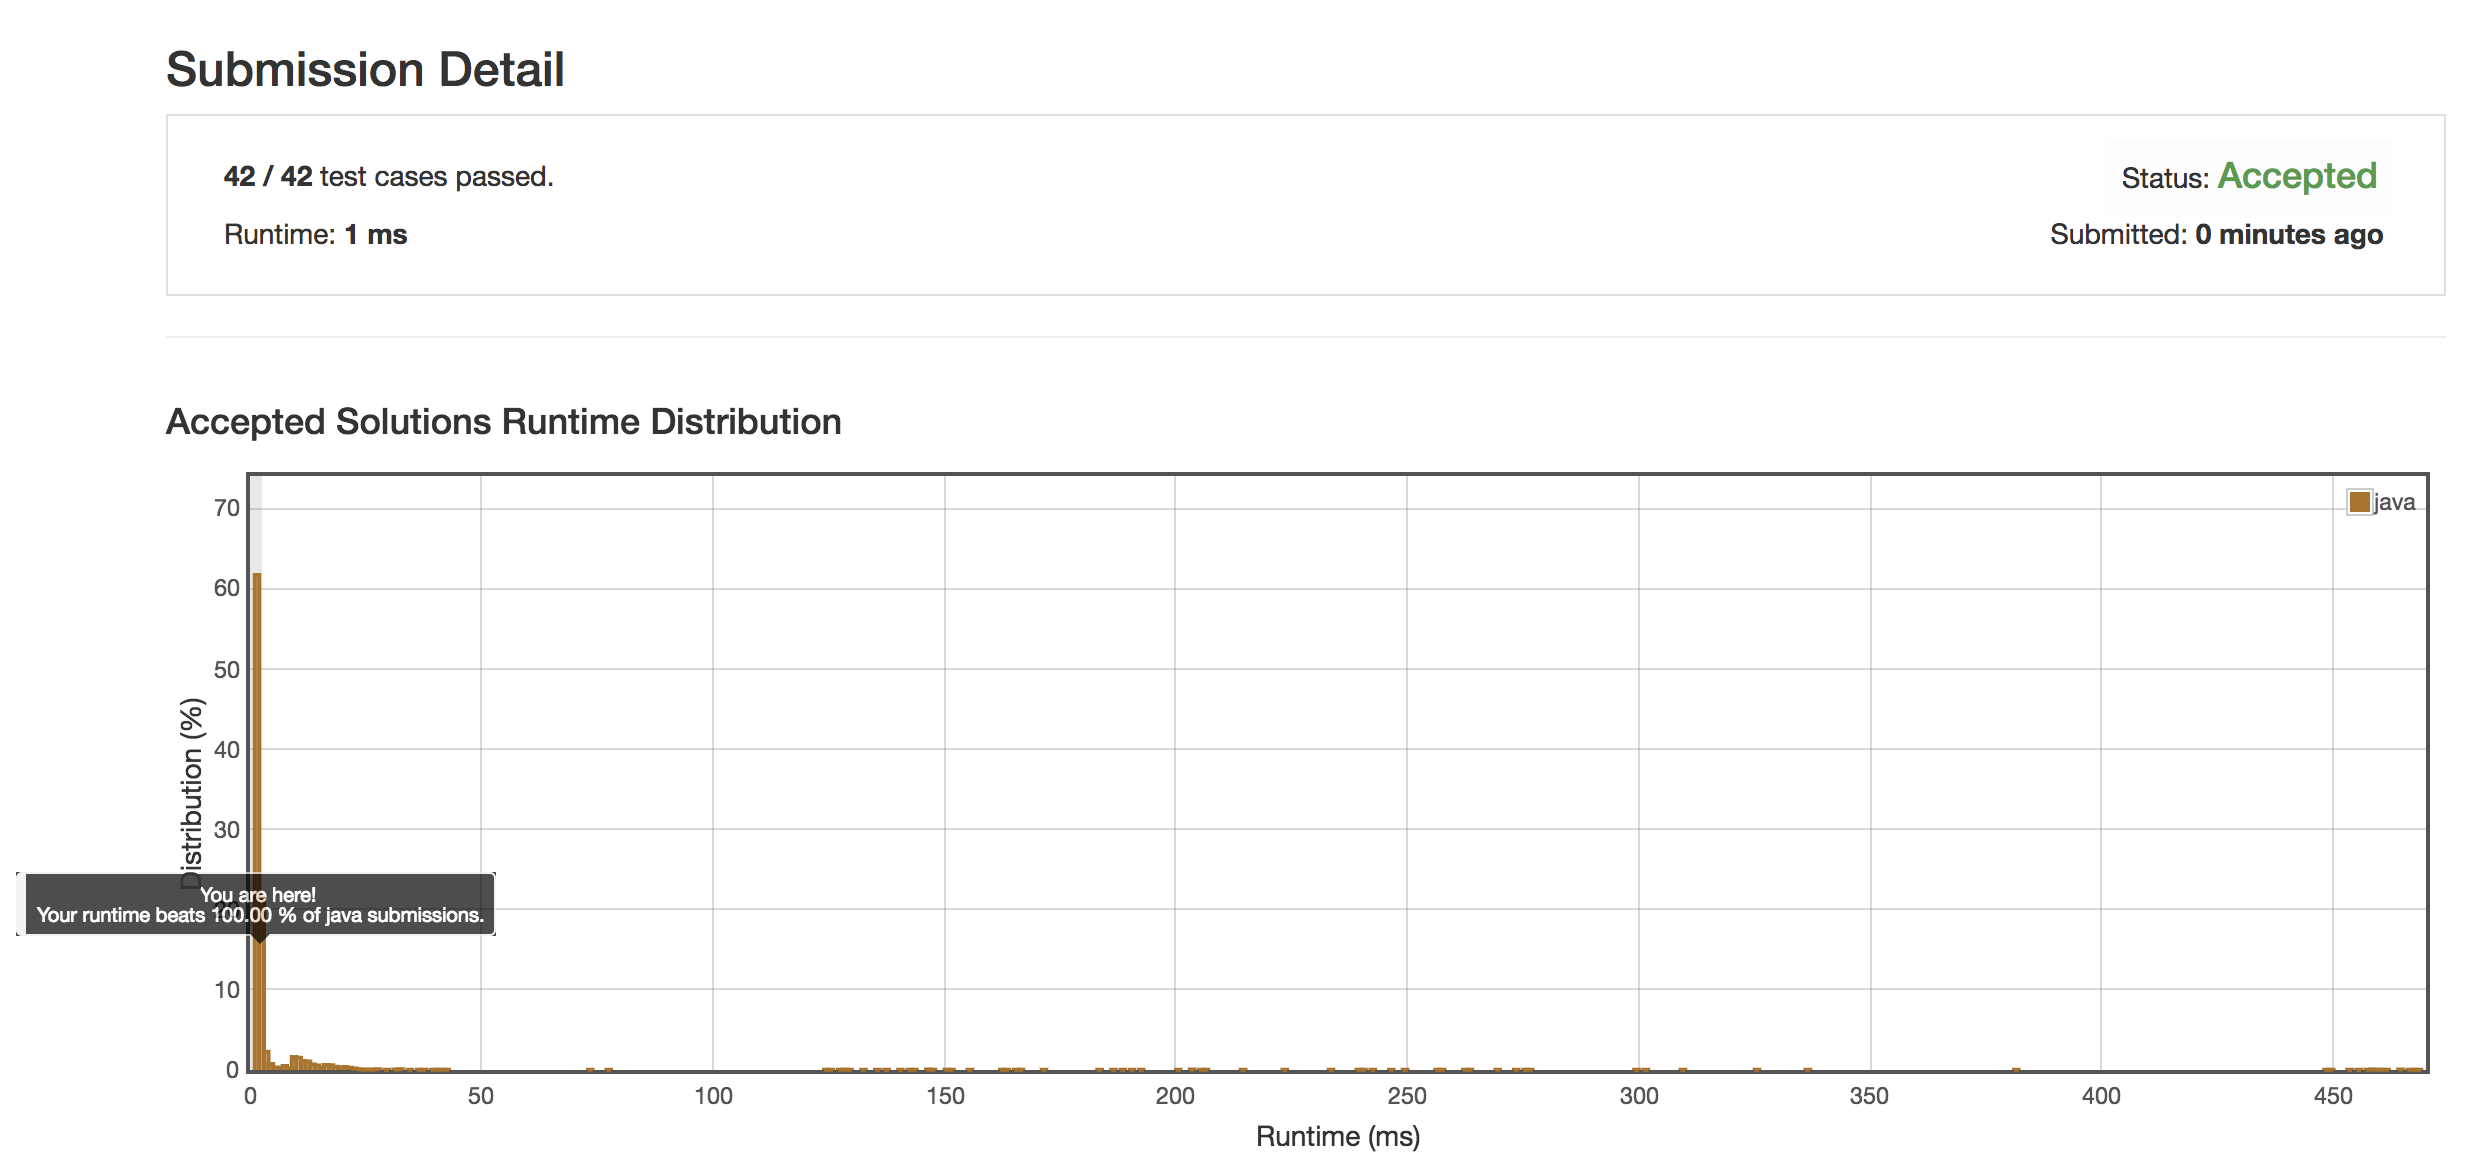 Submission Detail
42 / 42 test cases passed.
Status: Accepted
Runtime: 1 ms
Submitted: 0 minutes ago
Accepted Solutions Runtime Distribution
java
70
60
50
40
30
20
10
0
Distribution (%)
You are here!
Your runtime beats 100.00 % of java submissions.
0 50 100 150 200 250 300 350 400 450
Runtime (ms)